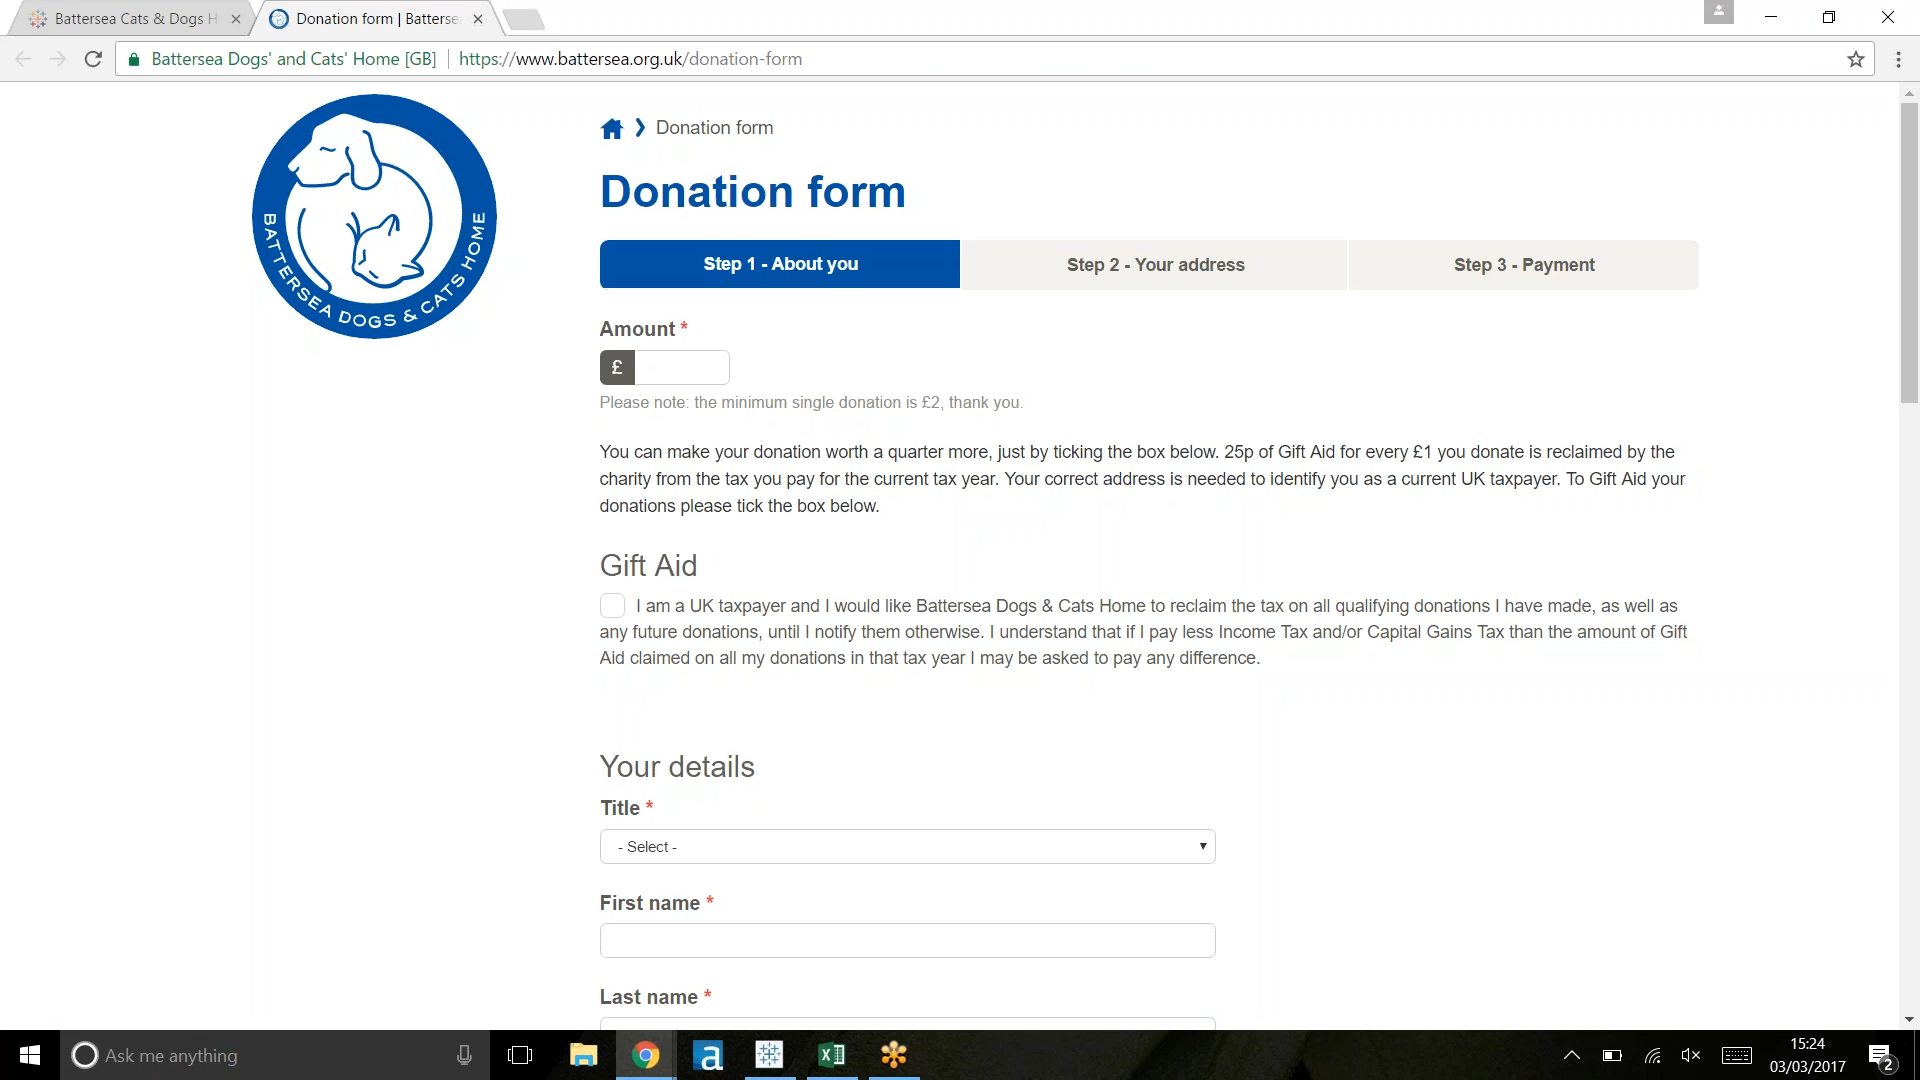 Battersea Cats & Dogs H
Donation form | Batterse
Battersea Dogs' and Cats' Home [GB]
https://www.battersea.org.uk/donation-form
BATTERSEA DOGS & CATS HOME
Donation form
Donation form
Step 1 - About you
Step 2 - Your address
Step 3 - Payment
Amount *
£
Please note: the minimum single donation is £2, thank you.
You can make your donation worth a quarter more, just by ticking the box below. 25p of Gift Aid for every £1 you donate is reclaimed by the
charity from the tax you pay for the current tax year. Your correct address is needed to identify you as a current UK taxpayer. To Gift Aid your
donations please tick the box below.
Gift Aid
I am a UK taxpayer and I would like Battersea Dogs & Cats Home to reclaim the tax on all qualifying donations I have made, as well as
any future donations, until I notify them otherwise. I understand that if I pay less Income Tax and/or Capital Gains Tax than the amount of Gift
Aid claimed on all my donations in that tax year I may be asked to pay any difference.
Your details
Title *
- Select -
First name *
Last name *
Ask me anything
15:24
03/03/2017
2